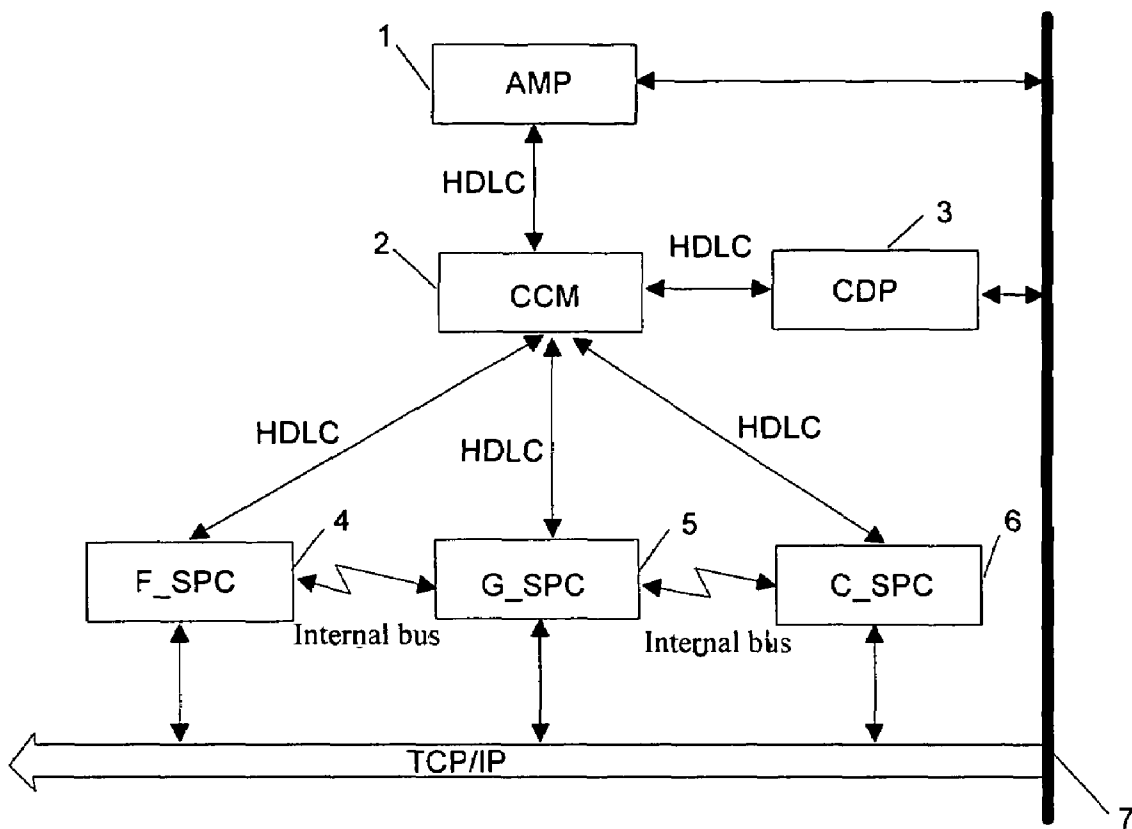 1
AMP
HDLC
2
CCM
HDLC
3
CDP
HDLC
HDLC
HDLC
4
F_SPC
5
G_SPC
6
C_SPC
Internal bus
Internal bus
TCP/IP
7